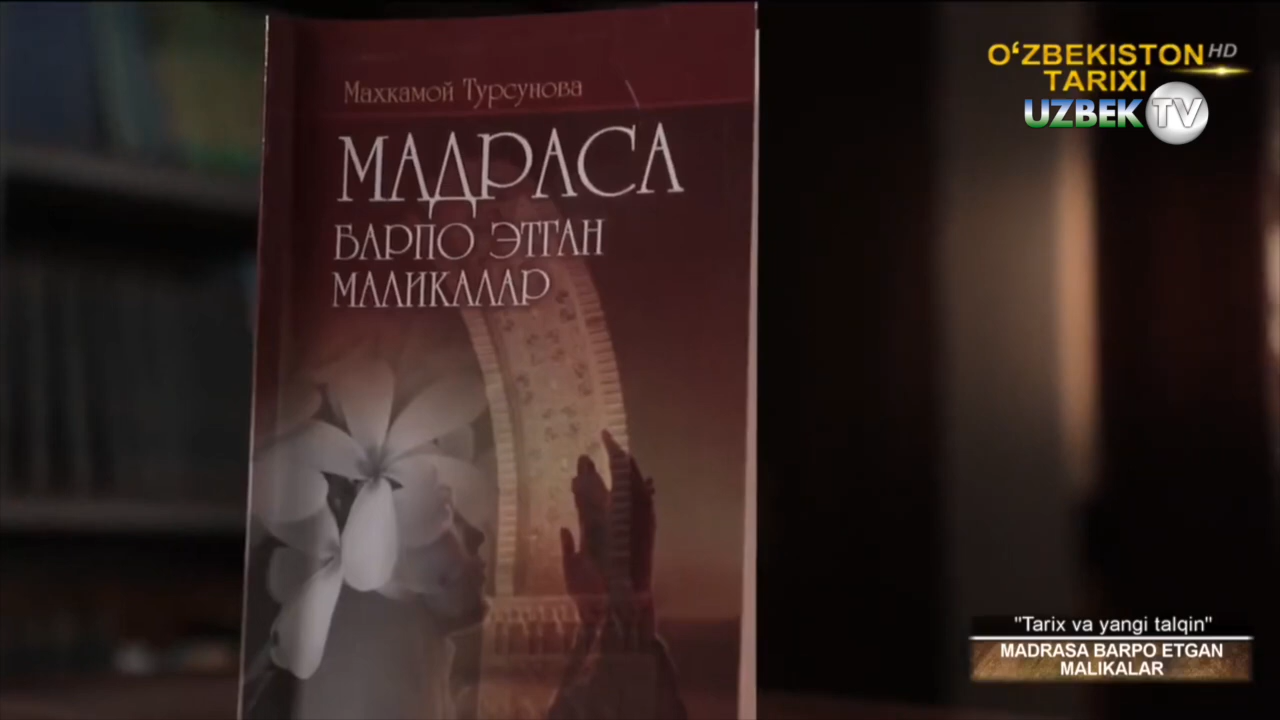 Махкамой Турсунова
МАДРАСА
БАРПО ЭТГАН
МАЛИКАЛАР
O‘ZBEKISTON HD
TARIXI
UZBEK TV
"Tarix va yangi talqin"
MADRASA BARPO ETGAN
MALIKALAR